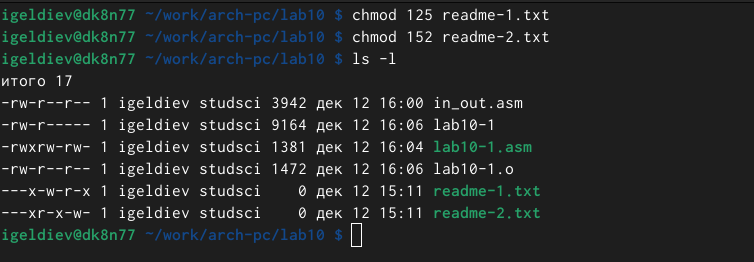 igeldiev@dk8n77 ~/work/arch-pc/lab10 $ chmod 125 readme-1.txt
igeldiev@dk8n77 ~/work/arch-pc/lab10 $ chmod 152 readme-2.txt
igeldiev@dk8n77 ~/work/arch-pc/lab10 $ ls -l
итого 17
-rw-r--r-- 1 igeldiev studsci 3942 дек 12 16:00 in_out.asm
-rw-r----- 1 igeldiev studsci 9164 дек 12 16:06 lab10-1
-rwxrw-rw- 1 igeldiev studsci 1381 дек 12 16:04 lab10-1.asm
-rw-r--r-- 1 igeldiev studsci 1472 дек 12 16:06 lab10-1.o
---x-w-r-x 1 igeldiev studsci    0 дек 12 15:11 readme-1.txt
---xr-x-w- 1 igeldiev studsci    0 дек 12 15:11 readme-2.txt
igeldiev@dk8n77 ~/work/arch-pc/lab10 $